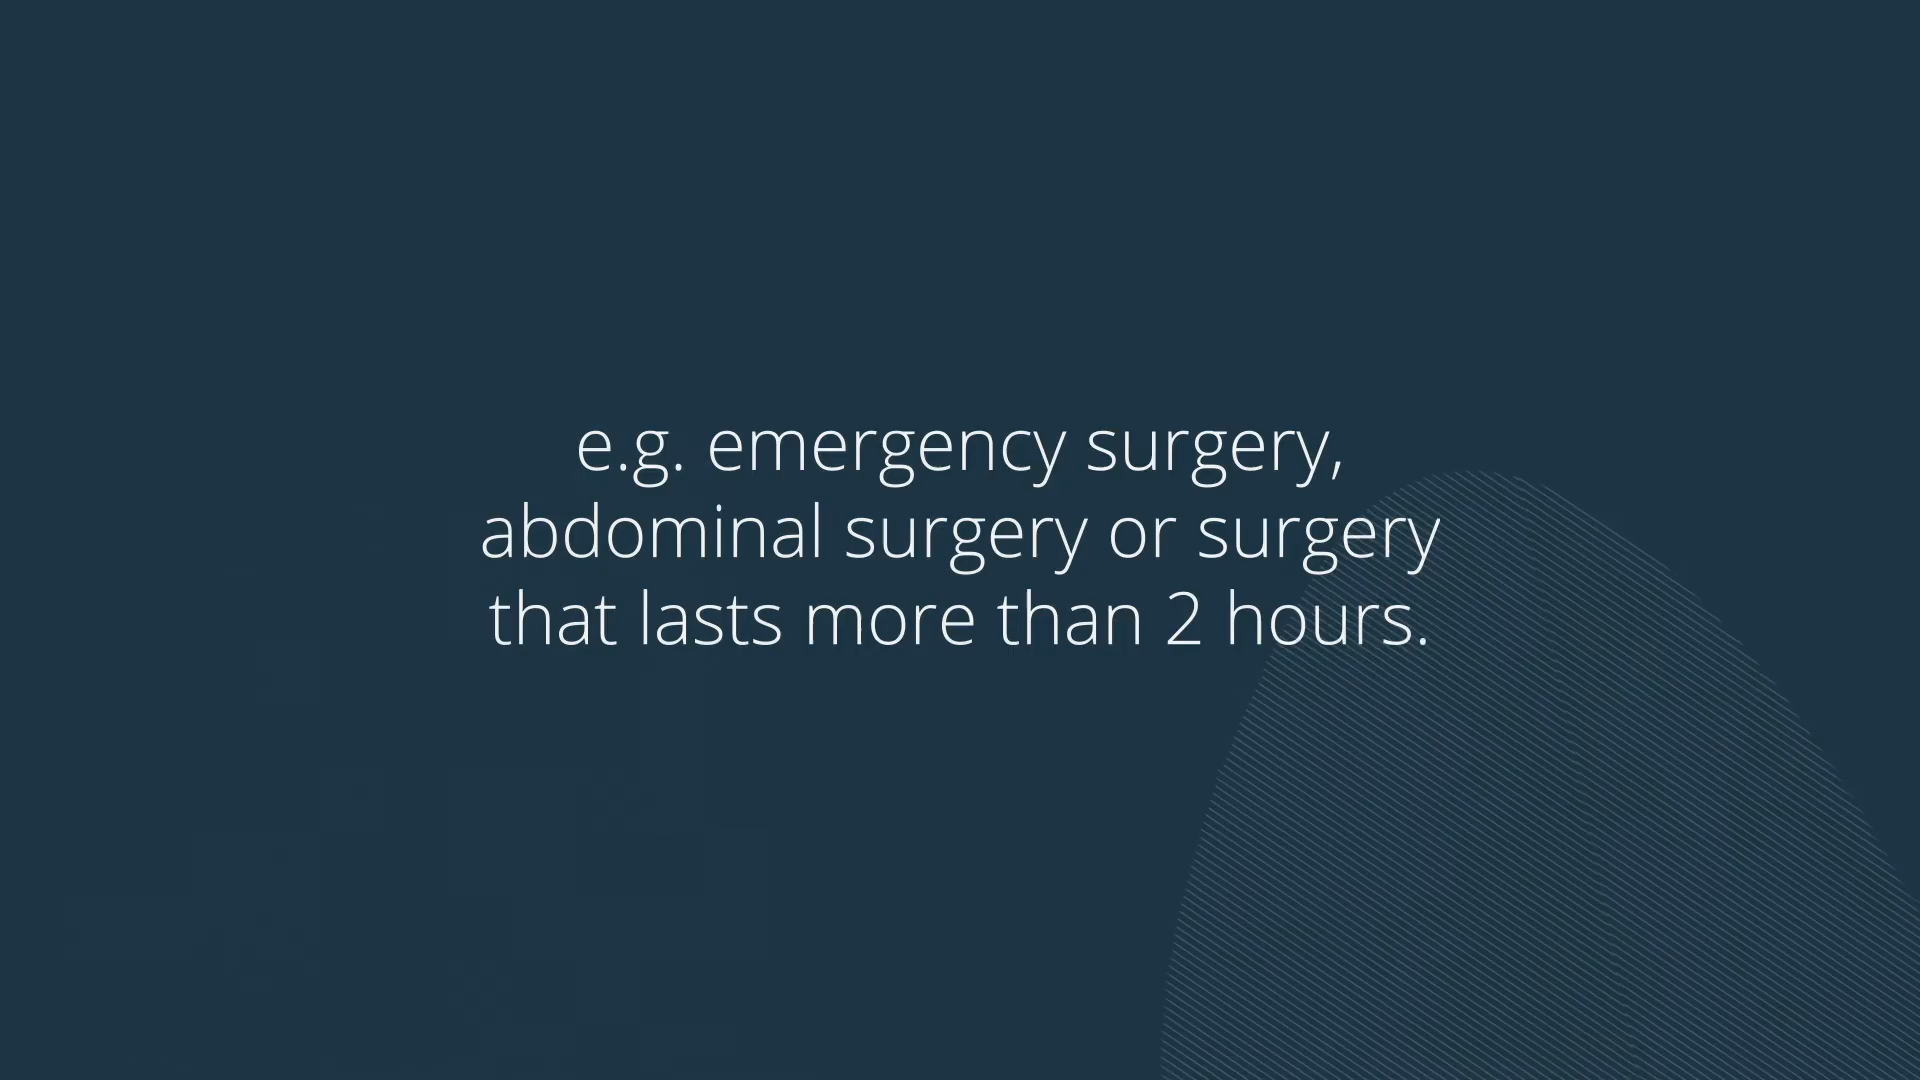 e.g. emergency surgery,
abdominal surgery or surgery
that lasts more than 2 hours.